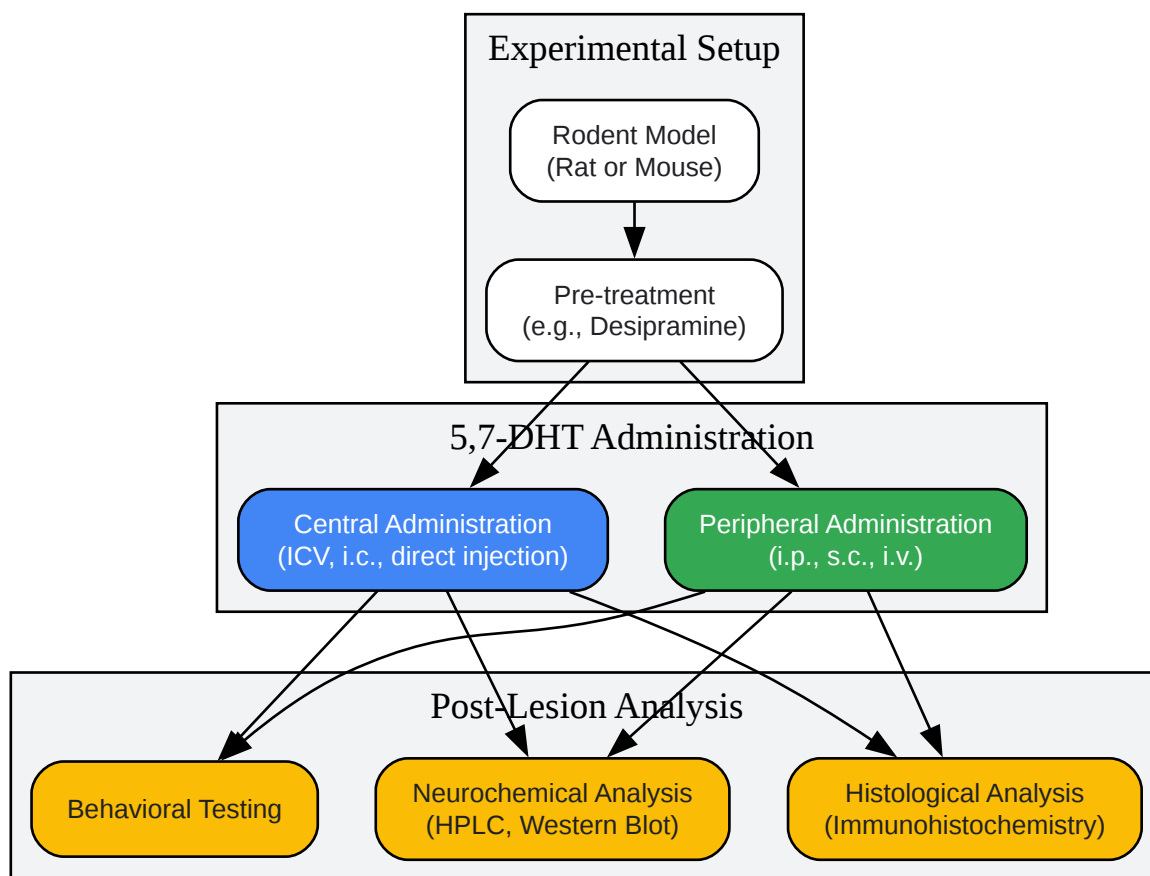 Experimental Setup
Rodent Model
(Rat or Mouse)
Pre-treatment
(e.g., Desipramine)
5,7-DHT Administration
Central Administration
(ICV, i.c., direct injection)
Peripheral Administration
(i.p., s.c., i.v.)
Post-Lesion Analysis
Behavioral Testing
Neurochemical Analysis
(HPLC, Western Blot)
Histological Analysis
(Immunohistochemistry)